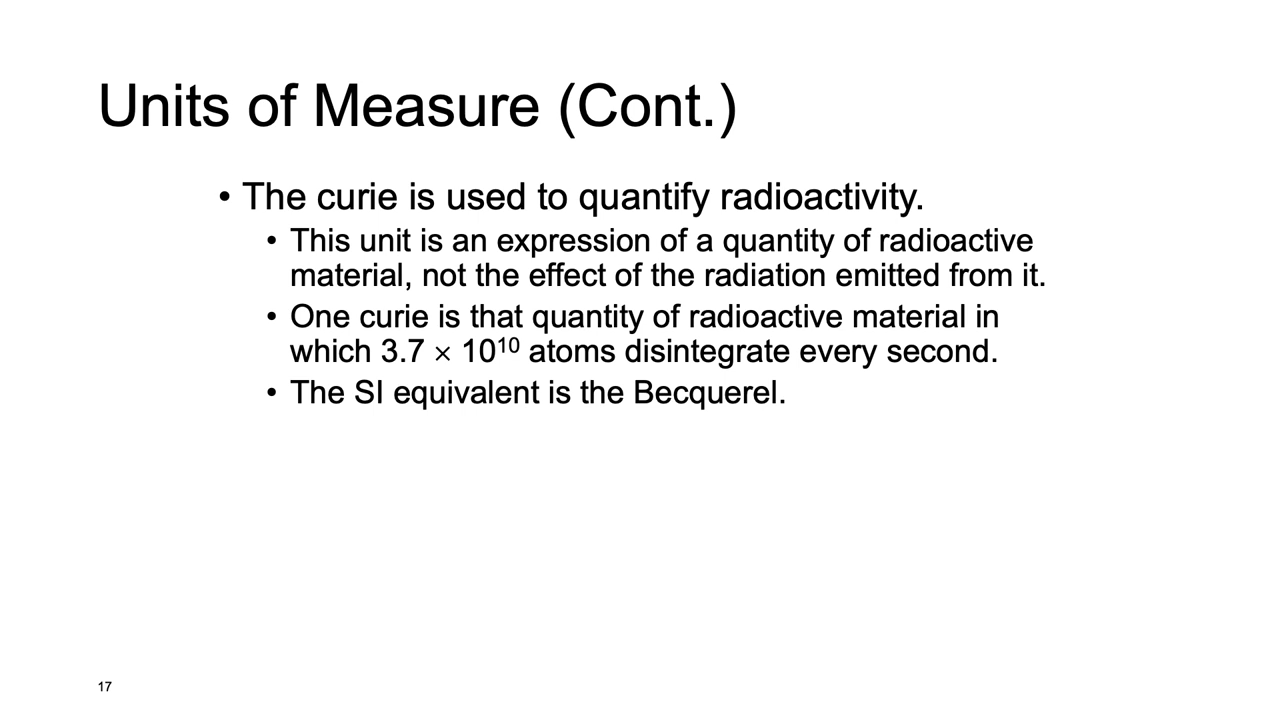 Units of Measure (Cont.)
• The curie is used to quantify radioactivity.
• This unit is an expression of a quantity of radioactive
material, not the effect of the radiation emitted from it.
• One curie is that quantity of radioactive material in
which 3.7 × 10¹⁰ atoms disintegrate every second.
• The SI equivalent is the Becquerel.
17